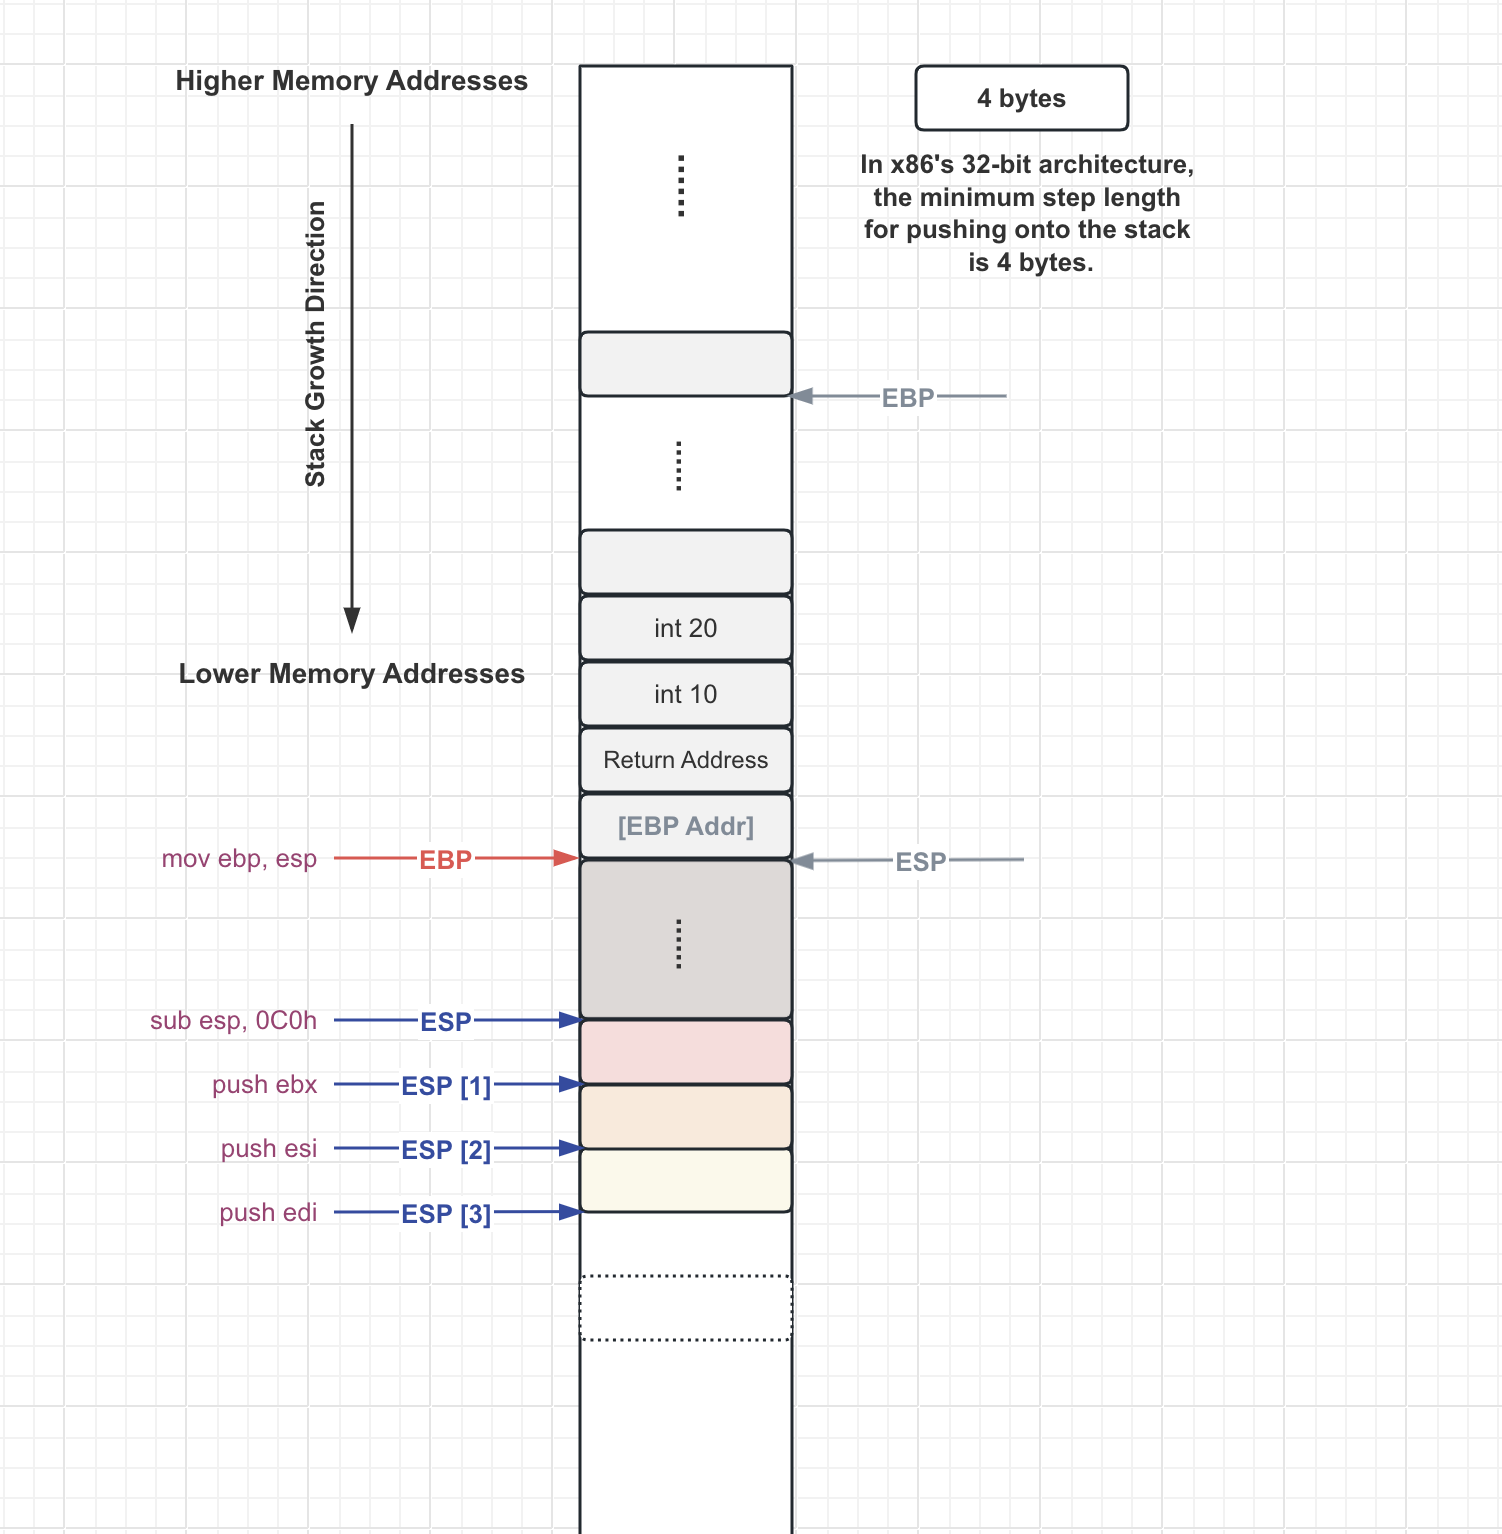 Higher Memory Addresses
Stack Growth Direction
Lower Memory Addresses
4 bytes
In x86's 32-bit architecture,
the minimum step length
for pushing onto the stack
is 4 bytes.
EBP
int 20
int 10
Return Address
[EBP Addr]
mov ebp, esp
EBP
ESP
sub esp, 0C0h
ESP
push ebx
ESP [1]
push esi
ESP [2]
push edi
ESP [3]